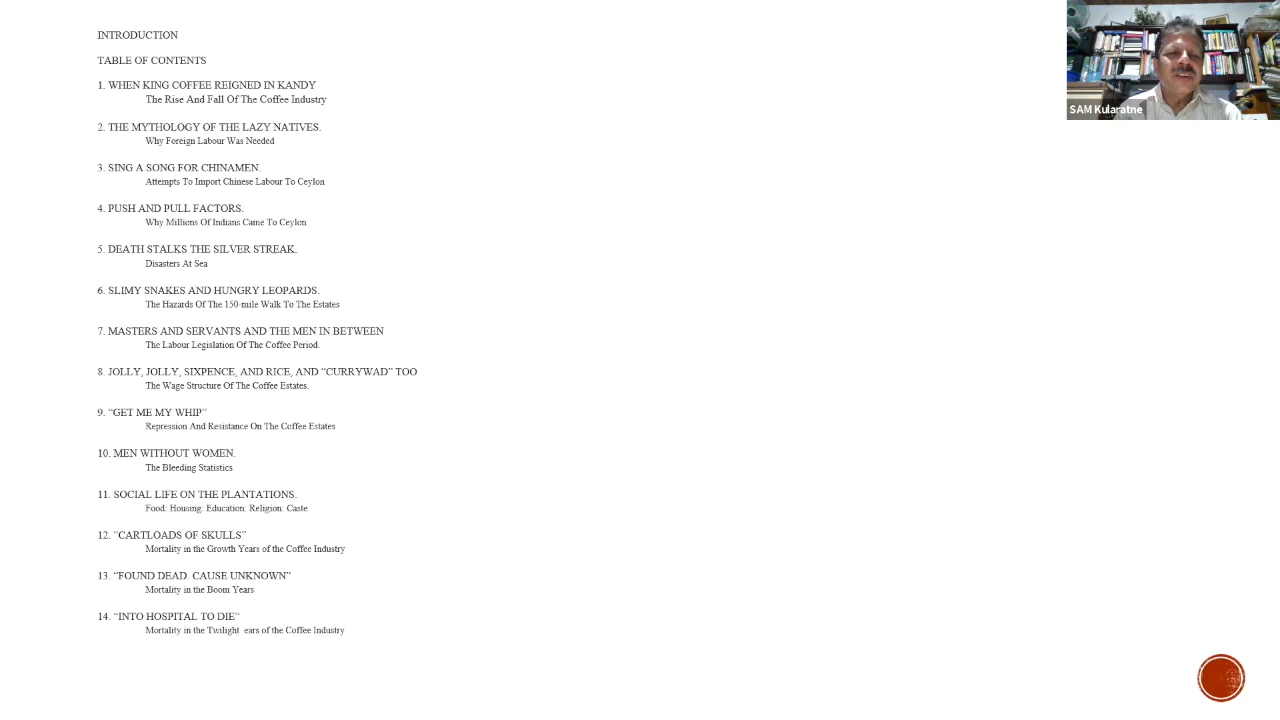 INTRODUCTION
TABLE OF CONTENTS
1. WHEN KING COFFEE REIGNED IN KANDY
The Rise And Fall Of The Coffee Industry
2. THE MYTHOLOGY OF THE LAZY NATIVES.
Why Foreign Labour Was Needed
3. SING A SONG FOR CHINAMEN.
Attempts To Import Chinese Labour To Ceylon
4. PUSH AND PULL FACTORS.
Why Millions Of Indians Came To Ceylon
5. DEATH STALKS THE SILVER STREAK.
Disasters At Sea
6. SLIMY SNAKES AND HUNGRY LEOPARDS.
The Hazards Of The 150-mile Walk To The Estates
7. MASTERS AND SERVANTS AND THE MEN IN BETWEEN
The Labour Legislation Of The Coffee Period.
8. JOLLY, JOLLY, SIXPENCE, AND RICE, AND “CURRYWAD” TOO
The Wage Structure Of The Coffee Estates.
9. “GET ME MY WHIP”
Repression And Resistance On The Coffee Estates
10. MEN WITHOUT WOMEN.
The Bleeding Statistics
11. SOCIAL LIFE ON THE PLANTATIONS.
Food: Housing: Education: Religion: Caste
12. “CARTLOADS OF SKULLS”
Mortality in the Growth Years of the Coffee Industry
13. “FOUND DEAD. CAUSE UNKNOWN”
Mortality in the Boom Years
14. “INTO HOSPITAL TO DIE”
Mortality in the Twilight ears of the Coffee Industry
SAM Kularatne